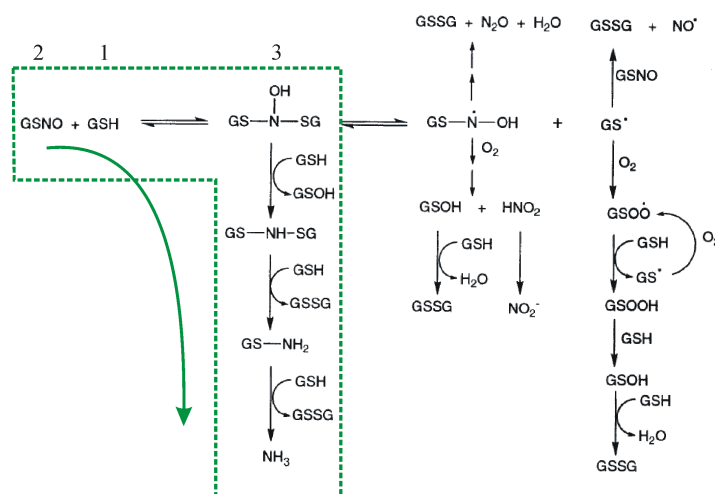 GSSG + N₂O + H₂O
GSSG + NO•
2 1 3
GSNO
OH
GSNO + GSH
GS—N—SG
GS—N•—OH
+
GS•
GSH
O₂
O₂
GSOH
GSOH + HNO₂
GSOO•
GS—NH—SG
GSH
GSH
O₂
H₂O
GS•
GSH
GSSG
GSSG
NO₂⁻
GSOOH
GS—NH₂
GSH
GSH
GSOH
GSSG
GSH
H₂O
NH₃
GSSG